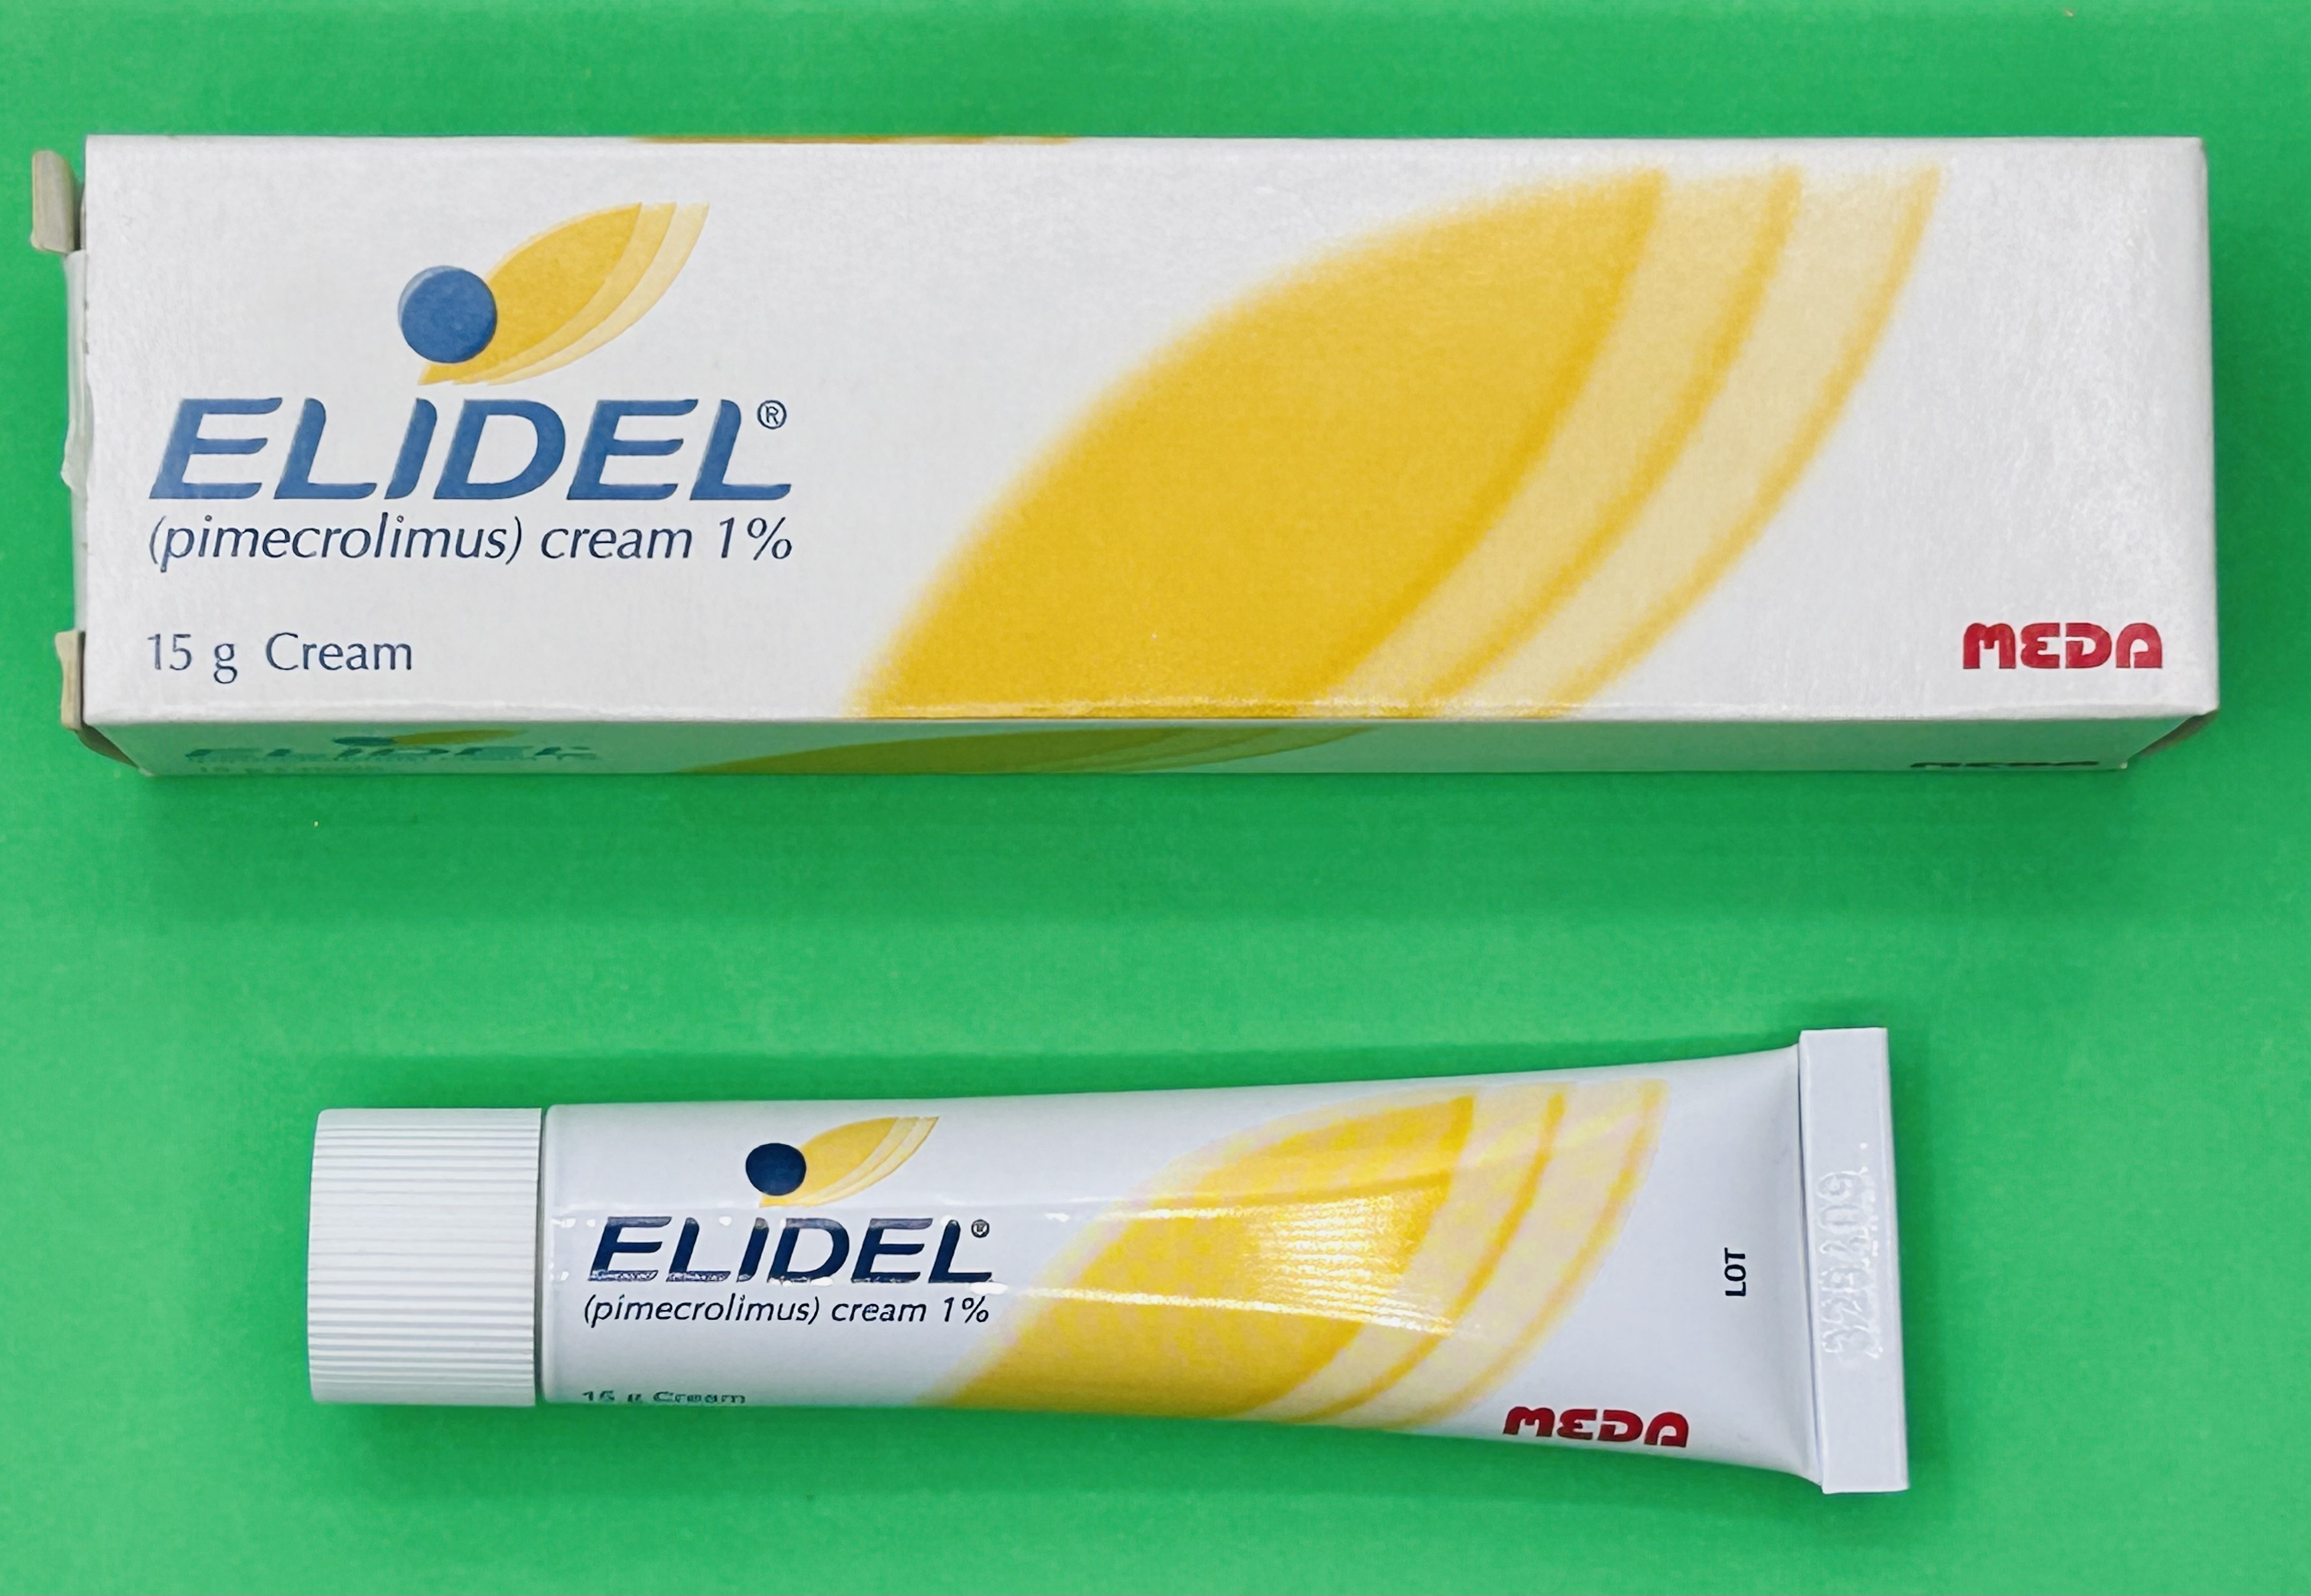 ELIDEL®
(pimecrolimus) cream 1%
15 g Cream
MEDA
ELIDEL®
(pimecrolimus) cream 1%
15 g Cream
MEDA
LOT